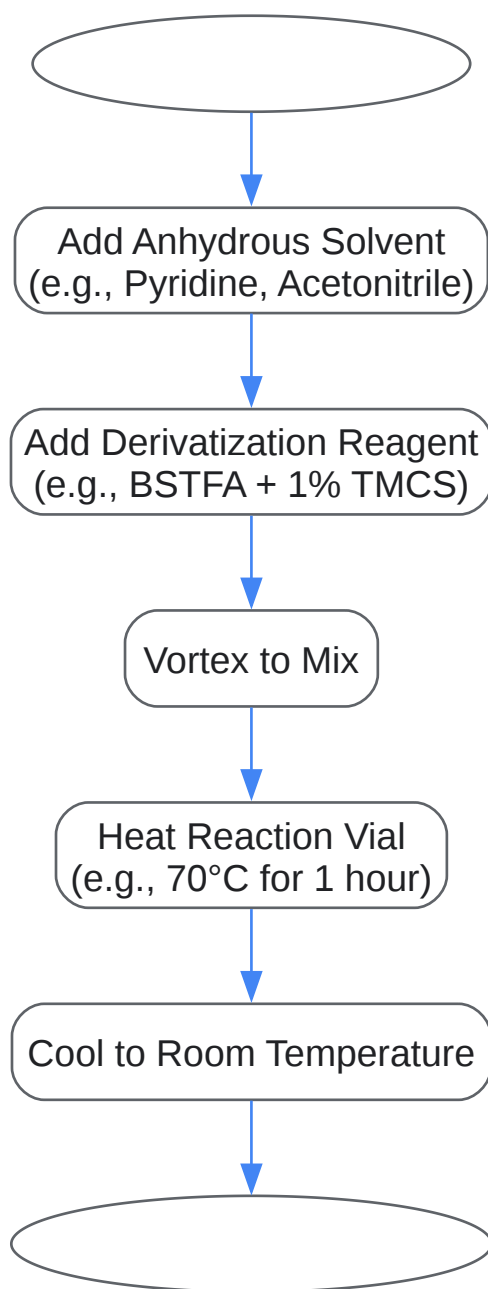 Add Anhydrous Solvent
(e.g., Pyridine, Acetonitrile)
Add Derivatization Reagent
(e.g., BSTFA + 1% TMCS)
Vortex to Mix
Heat Reaction Vial
(e.g., 70°C for 1 hour)
Cool to Room Temperature